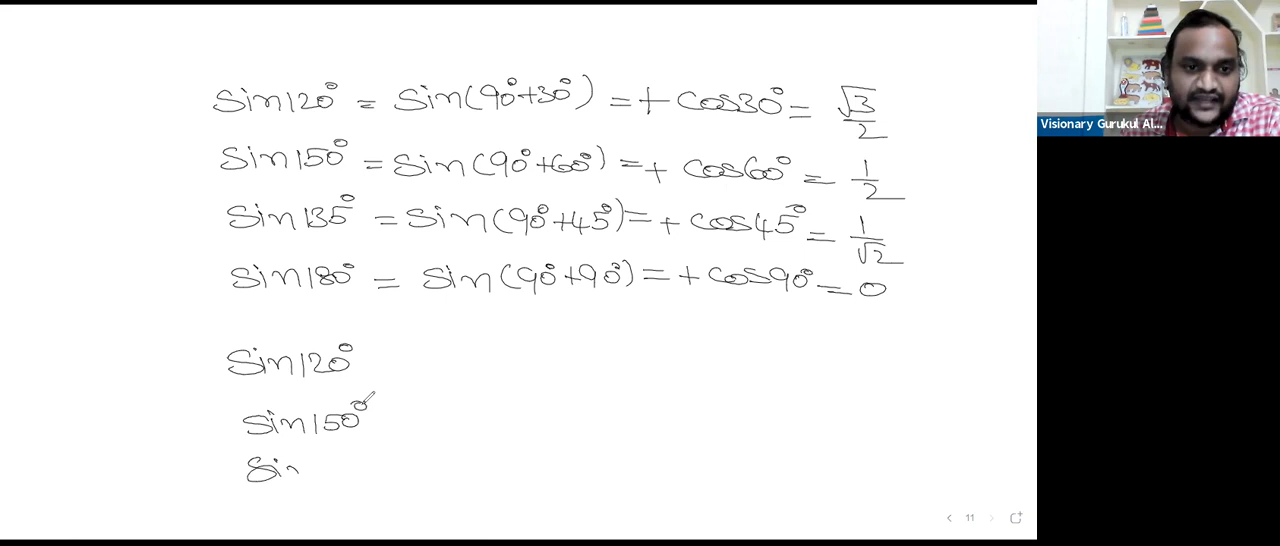 sin120° = sin(90°+30°) = + cos30° = √3/2
sin150° = sin(90°+60°) = + cos60° = 1/2
sin135° = sin(90°+45°) = + cos45° = 1/√2
sin180° = sin(90°+90°) = + cos90° = 0
sin120°
sin150°
sin
Visionary Gurukul Al...
11